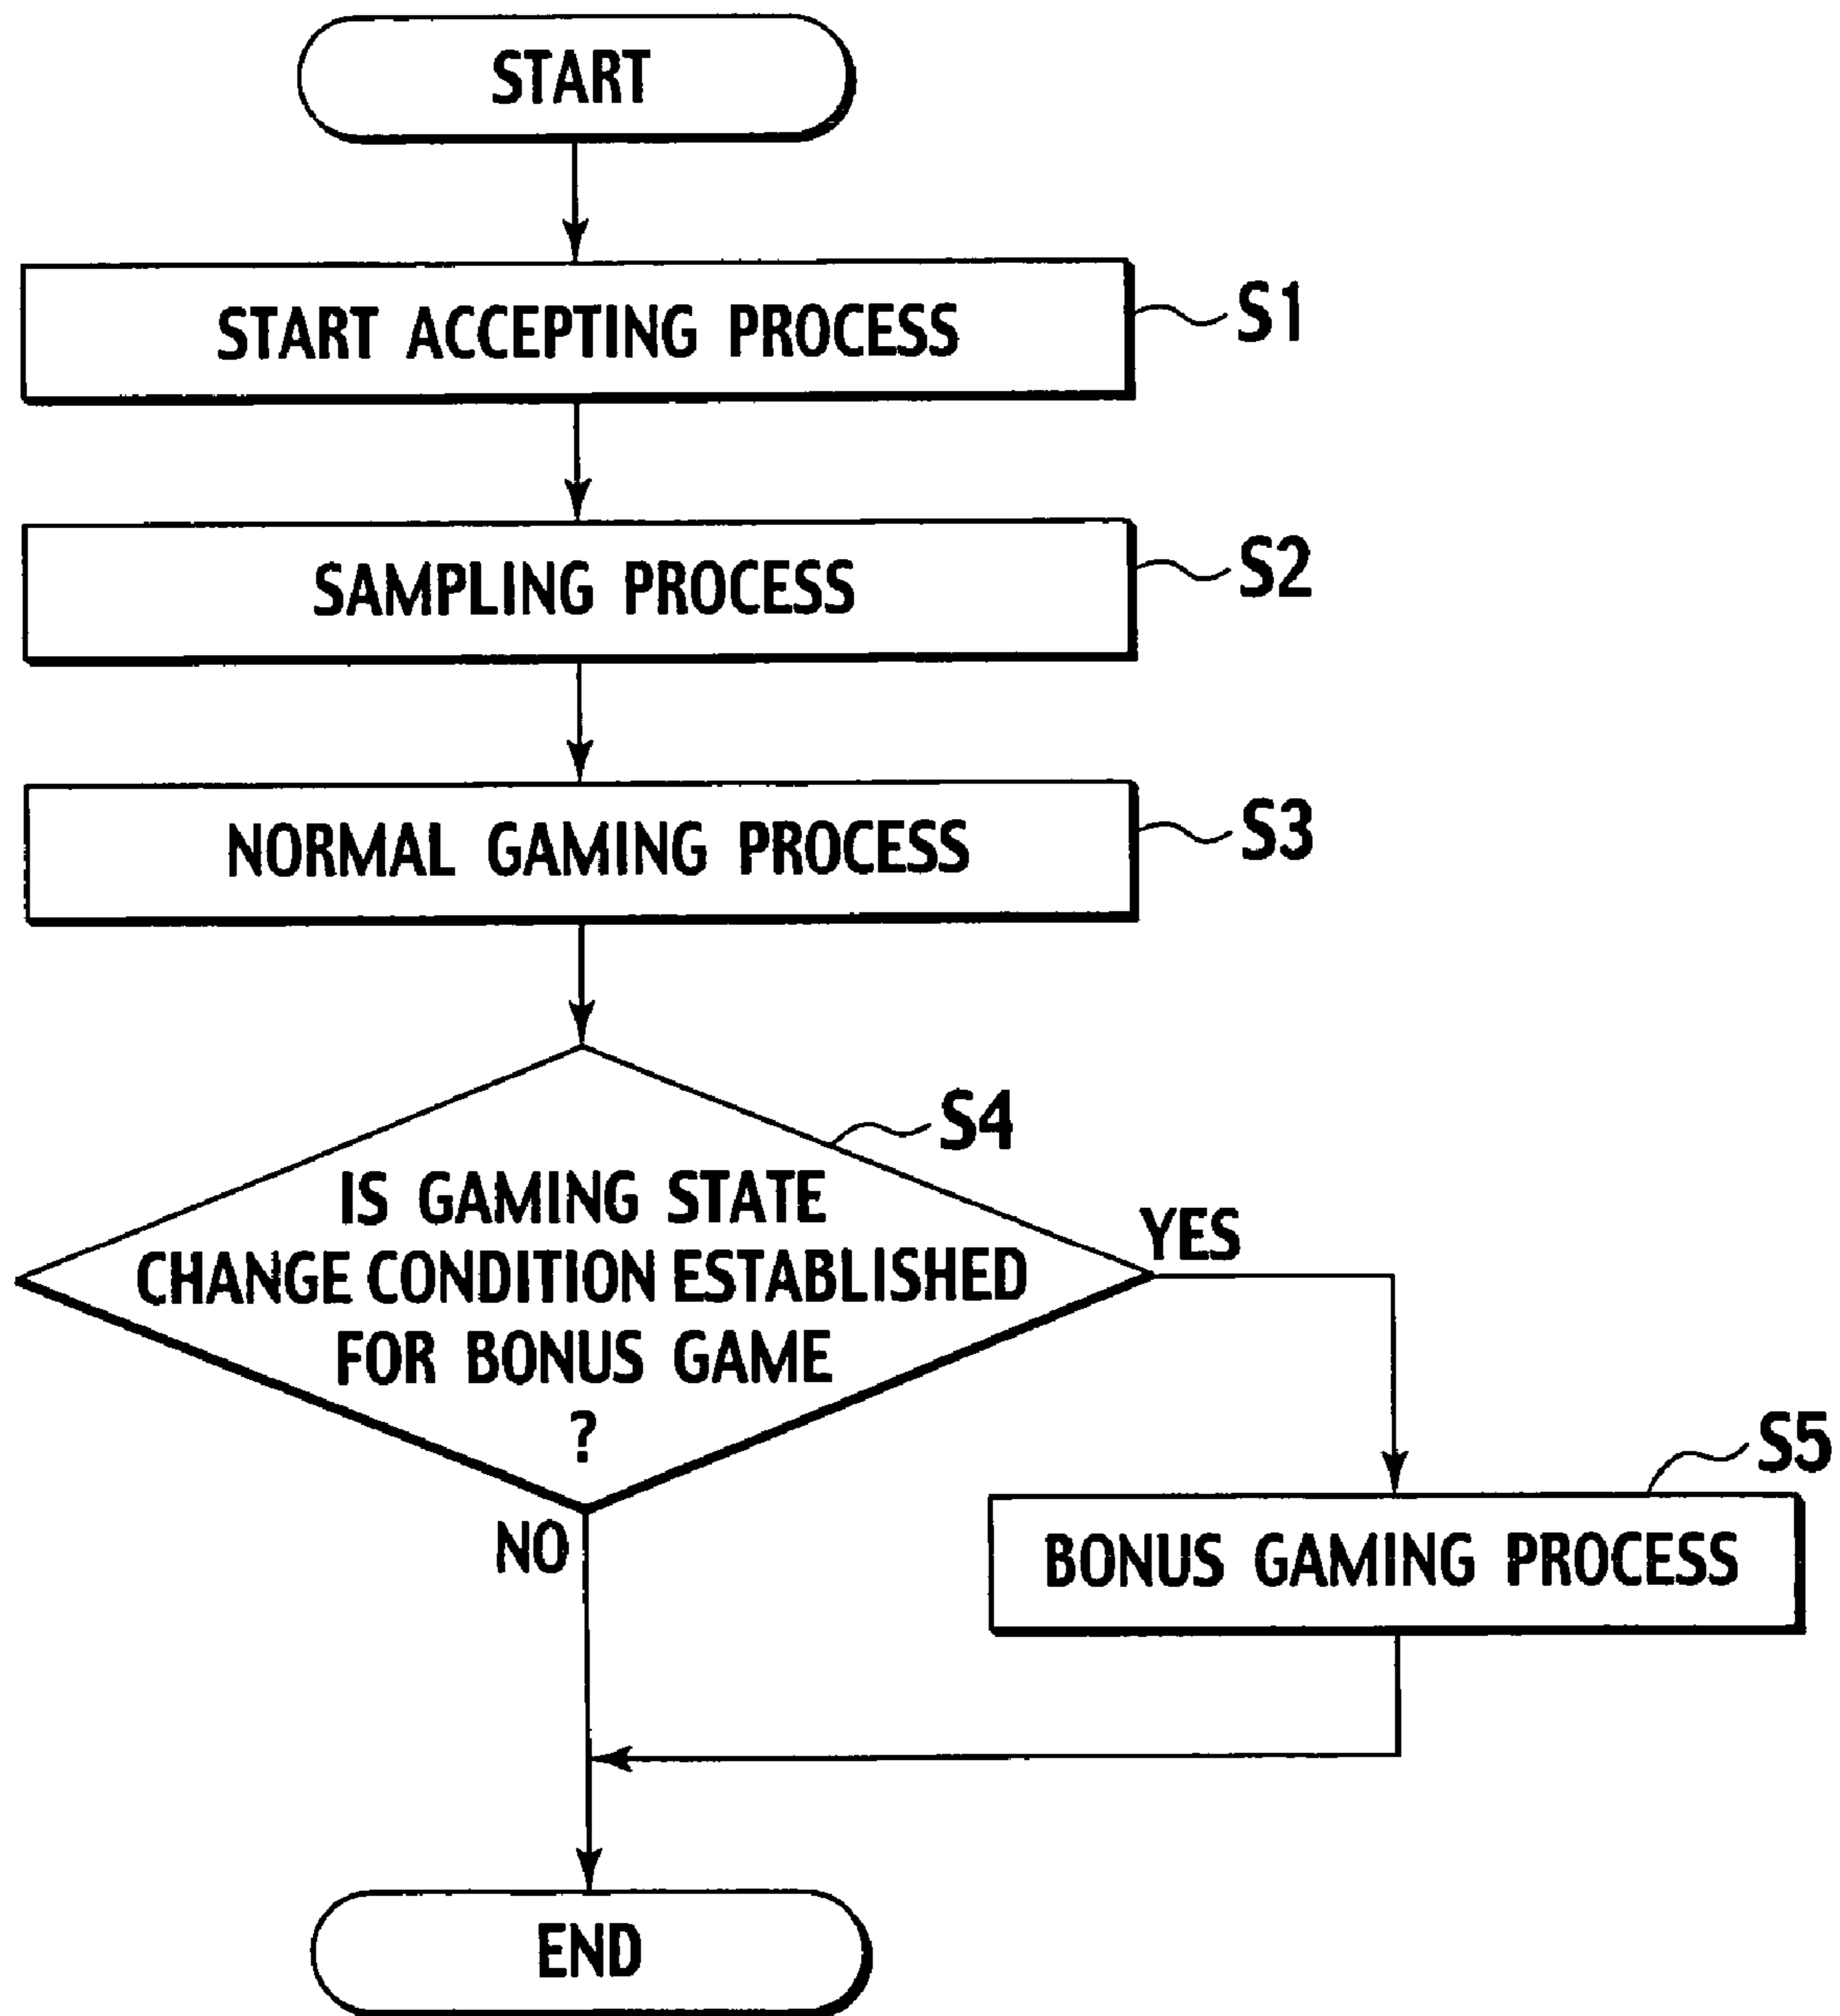 START
START ACCEPTING PROCESS
S1
SAMPLING PROCESS
S2
NORMAL GAMING PROCESS
S3
S4
IS GAMING STATE
CHANGE CONDITION ESTABLISHED
FOR BONUS GAME
?
YES
NO
S5
BONUS GAMING PROCESS
END